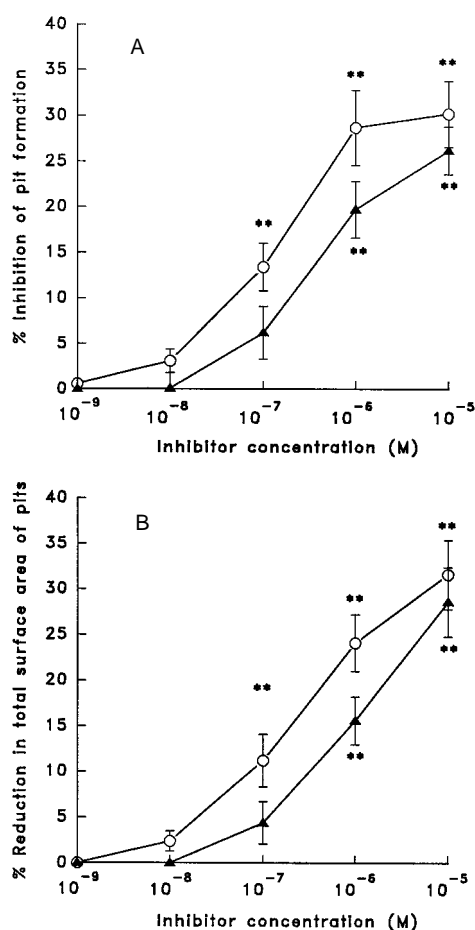 A
% Inhibition of pit formation
40
35
30
25
20
15
10
5
0
** ** **
** **
10⁻⁹ 10⁻⁸ 10⁻⁷ 10⁻⁶ 10⁻⁵
Inhibitor concentration (M)
B
% Reduction in total surface area of pits
40
35
30
25
20
15
10
5
0
** ** **
** **
10⁻⁹ 10⁻⁸ 10⁻⁷ 10⁻⁶ 10⁻⁵
Inhibitor concentration (M)